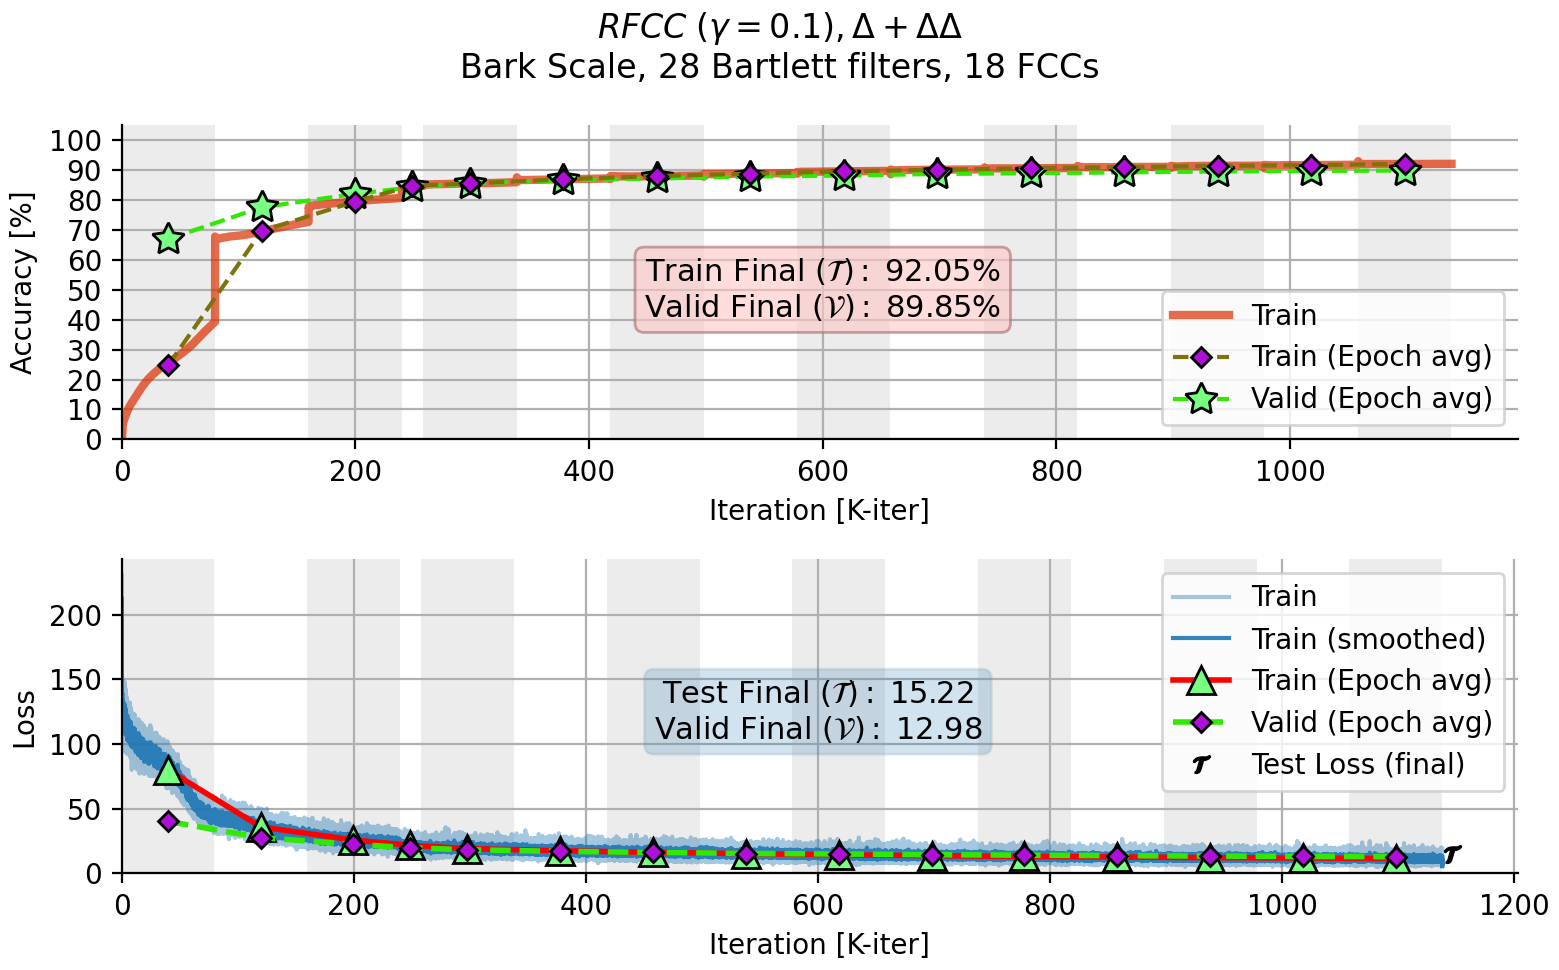 RFCC (γ = 0.1), Δ + ΔΔ
Bark Scale, 28 Bartlett filters, 18 FCCs
Accuracy [%]
100
90
80
70
60
50
40
30
20
10
0
Train Final (𝒯) : 92.05%
Valid Final (𝒱) : 89.85%
Train
Train (Epoch avg)
Valid (Epoch avg)
0 200 400 600 800 1000
Iteration [K-iter]
Loss
200
150
100
50
0
Test Final (𝒯) : 15.22
Valid Final (𝒱) : 12.98
Train
Train (smoothed)
Train (Epoch avg)
Valid (Epoch avg)
𝒯 Test Loss (final)
𝒯
0 200 400 600 800 1000 1200
Iteration [K-iter]